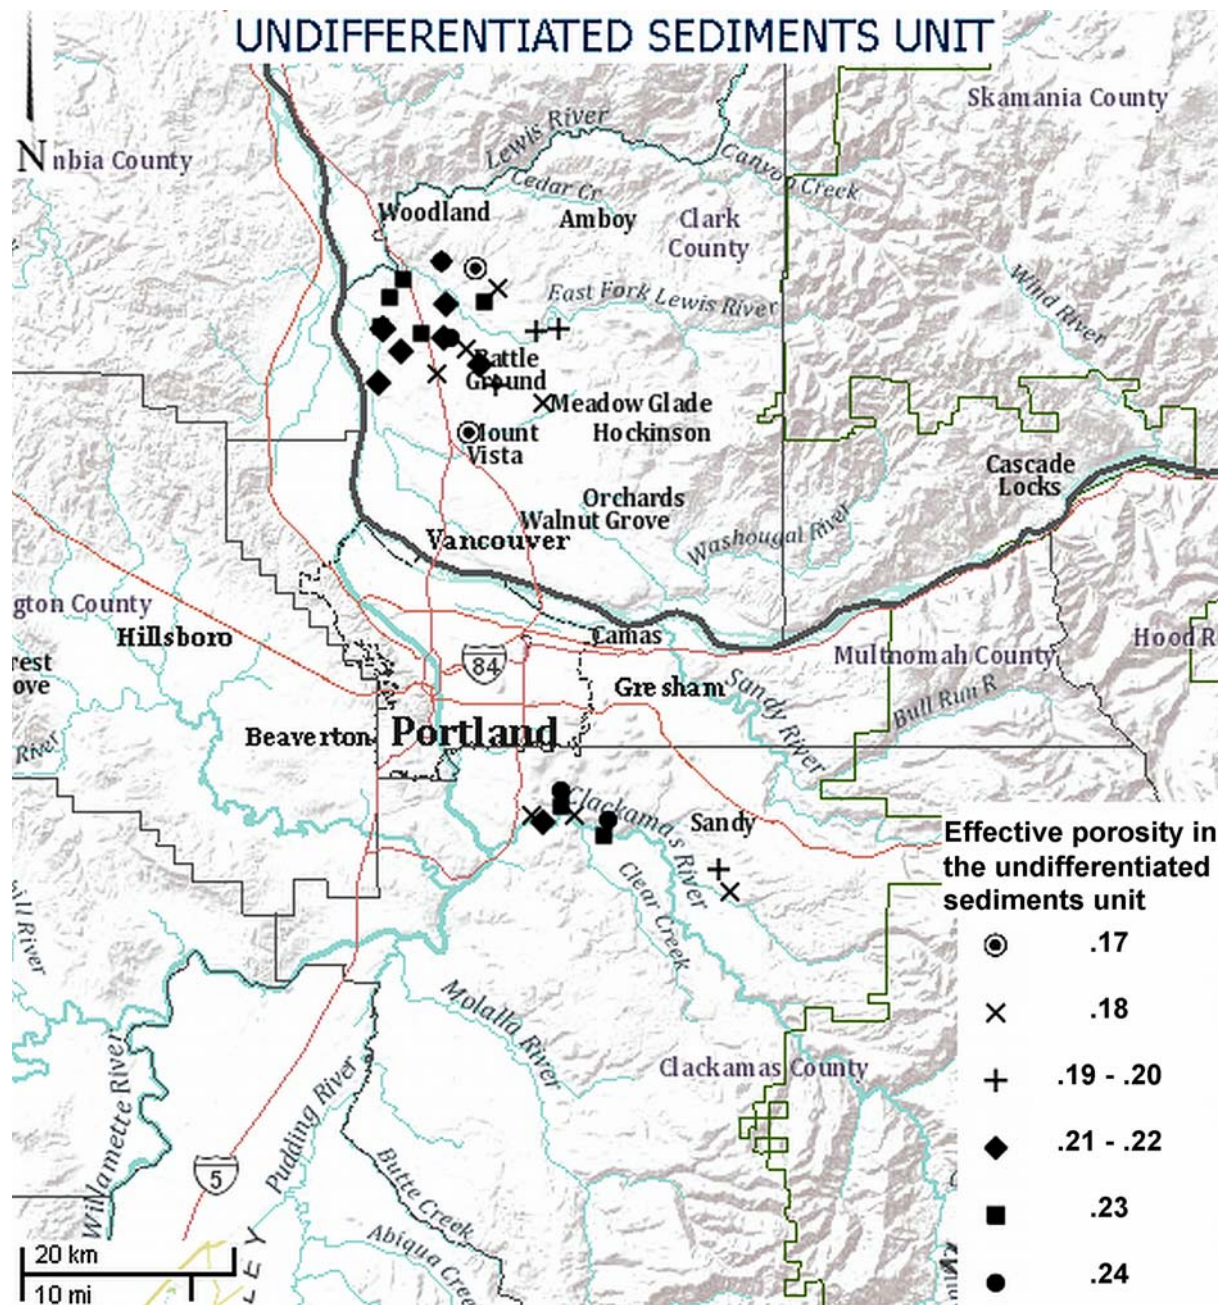 UNDIFFERENTIATED SEDIMENTS UNIT
Skamania County
N
nbia County
Lewis River
Canyon Creek
Cedar Cr
Woodland
Amboy
Clark
County
Wind River
East Fork Lewis River
Battle
Ground
Meadow Glade
Mount
Vista
Hockinson
Cascade
Locks
Orchards
Walnut Grove
Washougal River
Vancouver
gton County
Hillsboro
Camas
Hood R
Multnomah County
rest
ove
84
Gresham
Sandy River
Bull Run R
River
Beaverton
Portland
Clackamas River
Sandy
Clear Creek
Effective porosity in
the undifferentiated
sediments unit
.17
.18
.19 - .20
.21 - .22
.23
.24
ill River
Molalla River
Clackamas County
Willamette River
Pudding River
5
Butte Creek
Abiqua Cree
LEY
20 km
10 mi